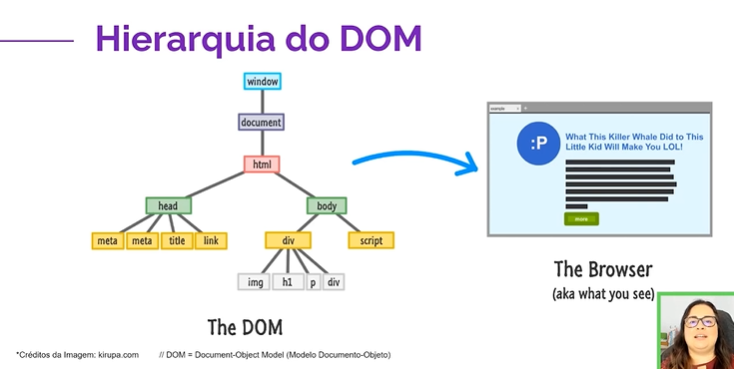 Hierarquia do DOM
window
document
html
head
body
meta
meta
title
link
div
script
img
h1
p
div
The DOM
:P
What This Killer Whale Did to This
Little Kid Will Make You LOL!
The Browser
(aka what you see)
*Créditos da Imagem: kirupa.com
// DOM = Document-Object Model (Modelo Documento-Objeto)